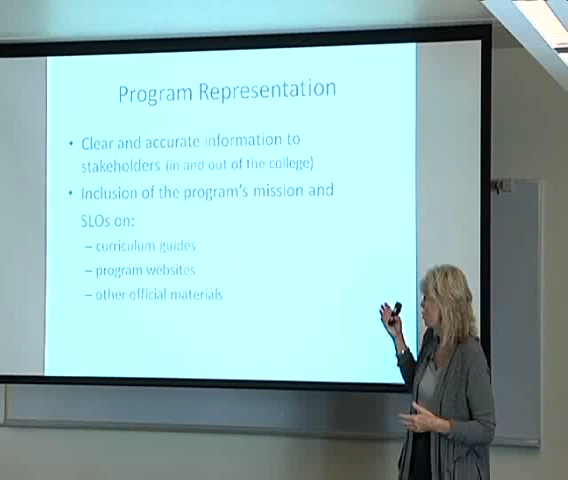 Program Representation
• Clear and accurate information to
stakeholders (in and out of the college)
• Inclusion of the program's mission and
SLOs on:
– curriculum guides
– program websites
– other official materials